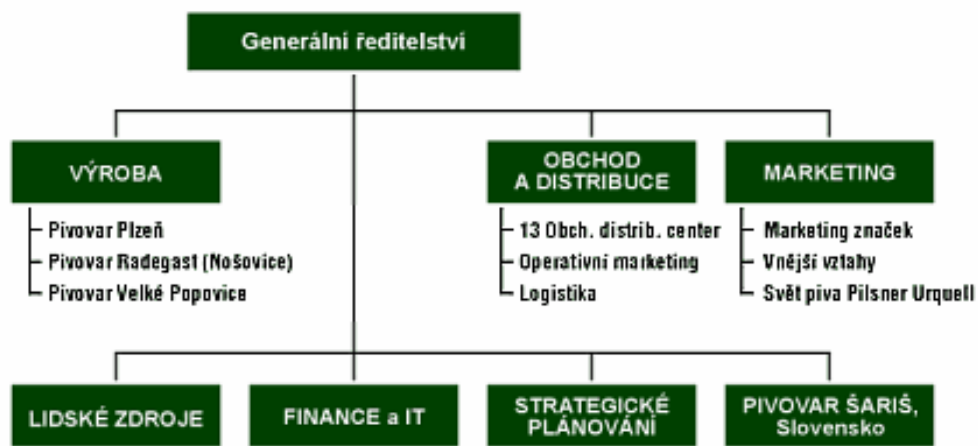 Generální ředitelství
VÝROBA
Pivovar Plzeň
Pivovar Radegast (Nošovice)
Pivovar Velké Popovice
OBCHOD
A DISTRIBUCE
13 Obch. distrib. center
Operativní marketing
Logistika
MARKETING
Marketing značek
Vnější vztahy
Svět piva Pilsner Urquell
LIDSKÉ ZDROJE
FINANCE a IT
STRATEGICKÉ
PLÁNOVÁNÍ
PIVOVAR ŠARIŠ,
Slovensko